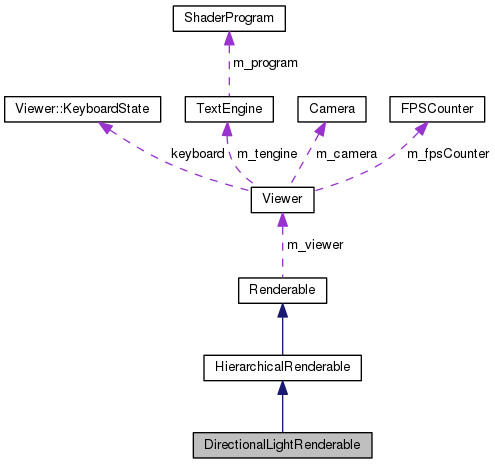 ShaderProgram
m_program
Viewer::KeyboardState
TextEngine
Camera
FPSCounter
keyboard
m_tengine
m_camera
m_fpsCounter
Viewer
m_viewer
Renderable
HierarchicalRenderable
DirectionalLightRenderable